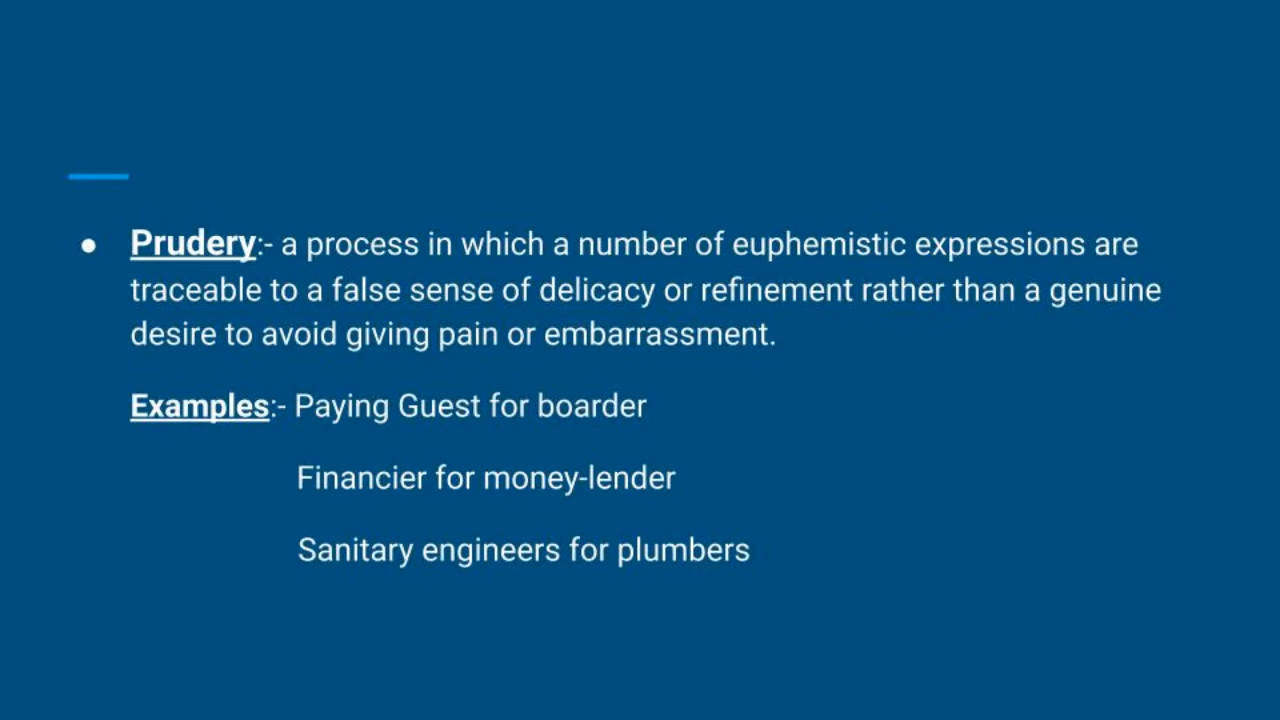 ● Prudery:- a process in which a number of euphemistic expressions are
traceable to a false sense of delicacy or refinement rather than a genuine
desire to avoid giving pain or embarrassment.
Examples:- Paying Guest for boarder
Financier for money-lender
Sanitary engineers for plumbers